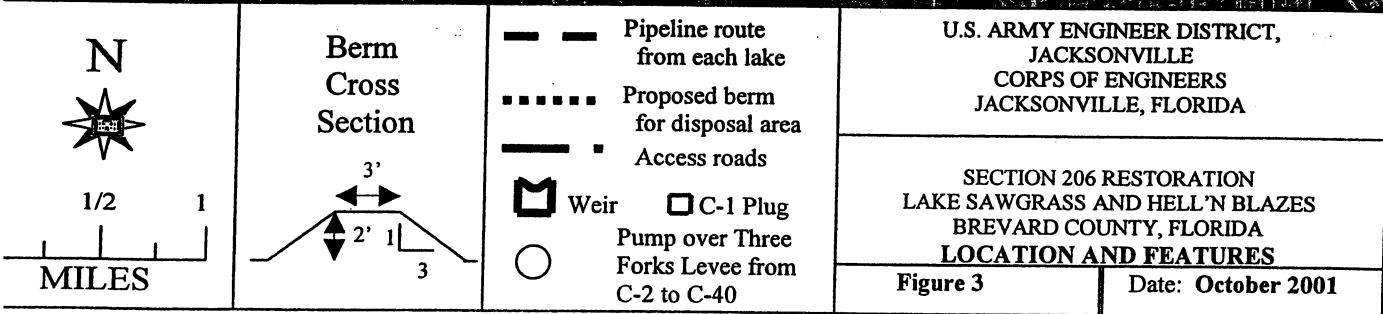 N
1/2 1
MILES
Berm
Cross
Section
3'
2' 1
3
Pipeline route
from each lake
Proposed berm
for disposal area
Access roads
Weir C-1 Plug
Pump over Three
Forks Levee from
C-2 to C-40
U.S. ARMY ENGINEER DISTRICT,
JACKSONVILLE
CORPS OF ENGINEERS
JACKSONVILLE, FLORIDA
SECTION 206 RESTORATION
LAKE SAWGRASS AND HELL'N BLAZES
BREVARD COUNTY, FLORIDA
LOCATION AND FEATURES
Figure 3 Date: October 2001